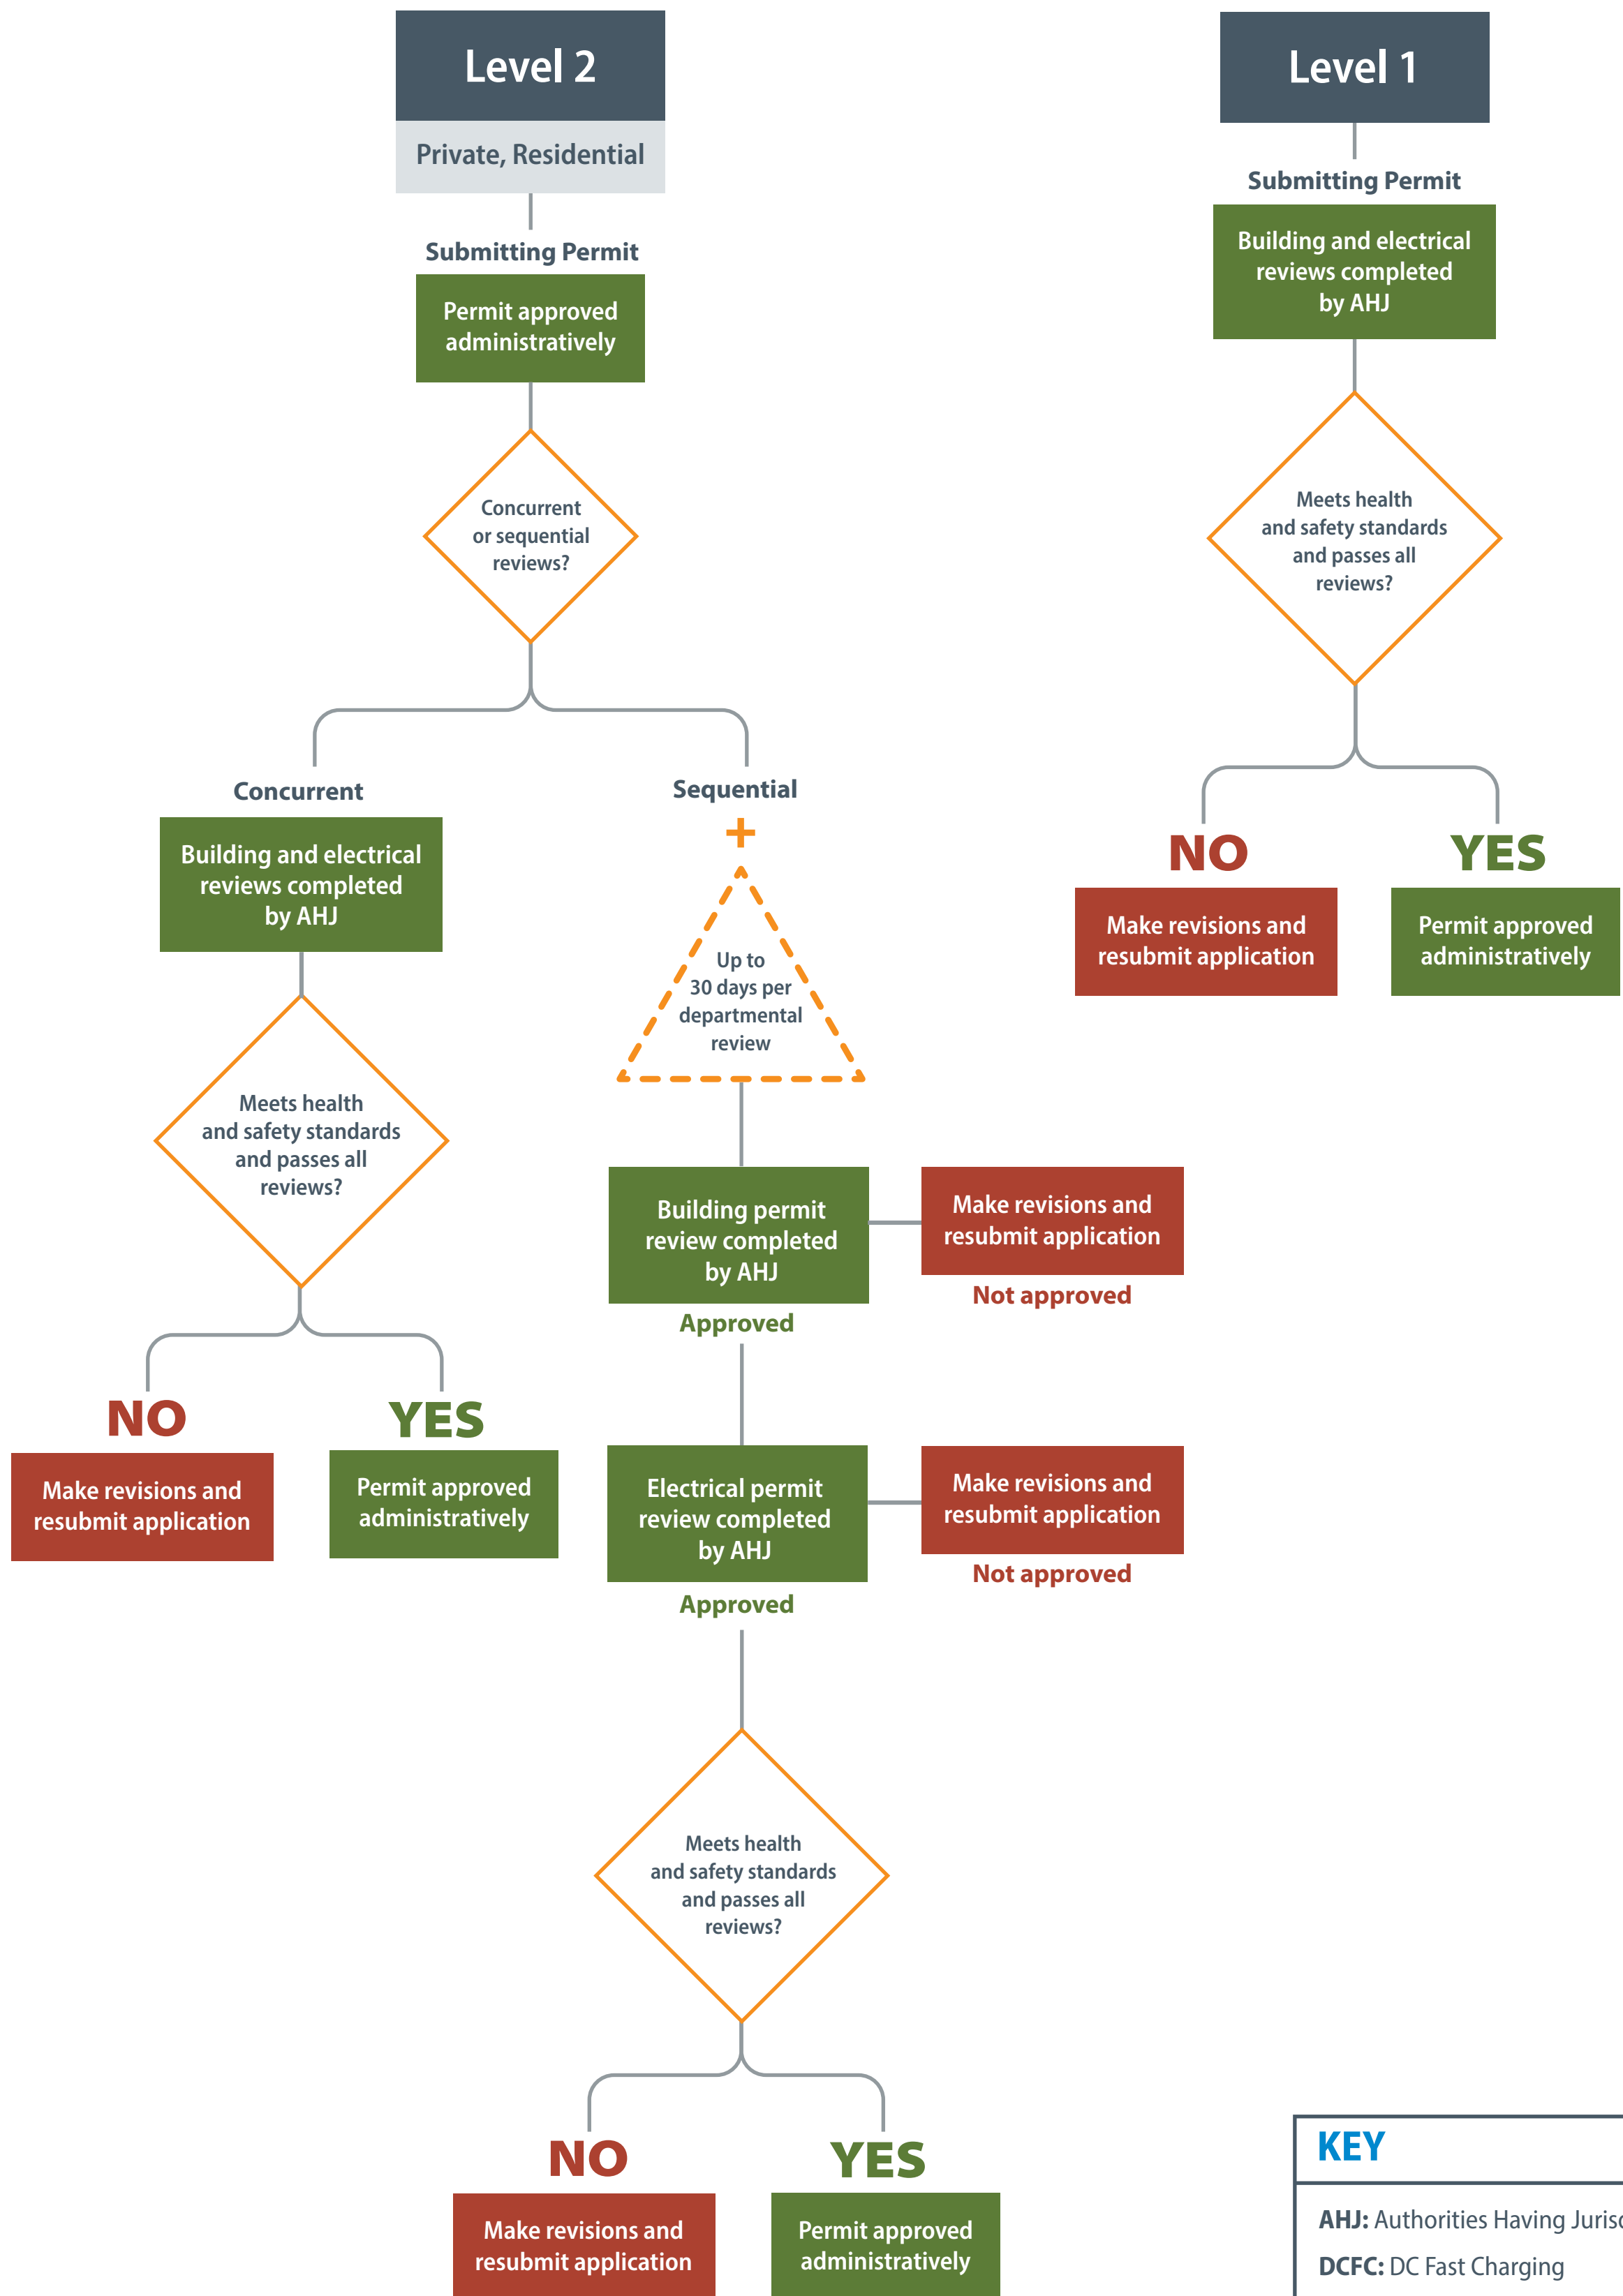 Level 2
Private, Residential
Submitting Permit
Permit approved
administratively
Concurrent
or sequential
reviews?
Concurrent
Building and electrical
reviews completed
by AHJ
Meets health
and safety standards
and passes all
reviews?
NO
Make revisions and
resubmit application
YES
Permit approved
administratively
Sequential
+
Up to
30 days per
departmental
review
Building permit
review completed
by AHJ
Approved
Make revisions and
resubmit application
Not approved
Electrical permit
review completed
by AHJ
Approved
Make revisions and
resubmit application
Not approved
Meets health
and safety standards
and passes all
reviews?
NO
Make revisions and
resubmit application
YES
Permit approved
administratively
Level 1
Submitting Permit
Building and electrical
reviews completed
by AHJ
Meets health
and safety standards
and passes all
reviews?
NO
Make revisions and
resubmit application
YES
Permit approved
administratively
KEY
AHJ: Authorities Having
DCFC: DC Fast Charging